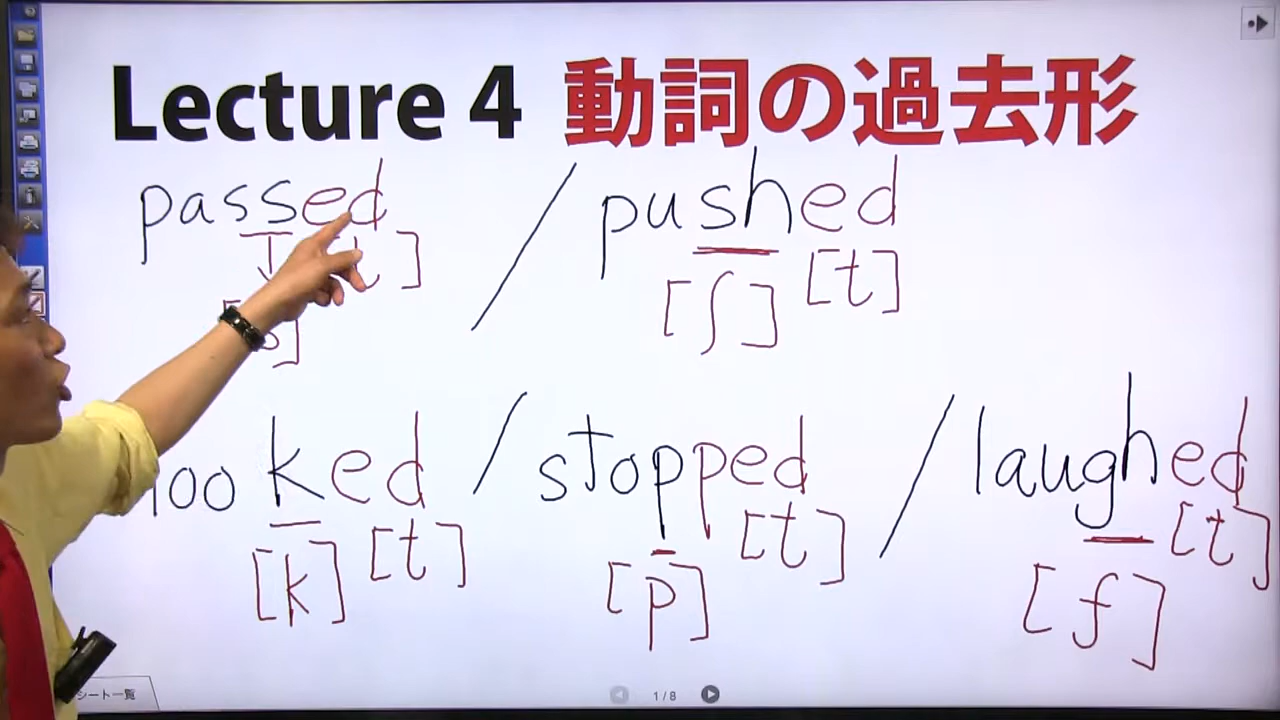 Lecture 4 動詞の過去形
passed / pushed
[t] [ʃ] [t]
looked / stopped / laughed
[k] [t] [p] [t] [f] [t]
シート一覧 1 / 8